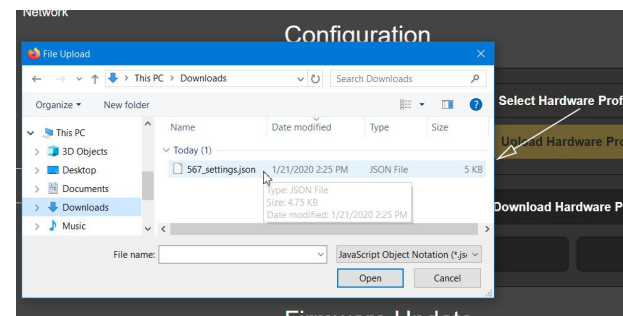 Network
Configuration
File Upload
This PC > Downloads
Search Downloads
Organize
New folder
Select Hardware Prof
This PC
Name
Date modified
Type
Size
3D Objects
Today (1)
Upload Hardware Pro
Desktop
567_settings.json
1/21/2020 2:25 PM
JSON File
5 KB
Documents
Type: JSON File
Size: 4.75 KB
Date modified: 1/21/2020 2:25 PM
Downloads
Download Hardware P
Music
File name:
JavaScript Object Notation (*.js
Open
Cancel
Firmware Update